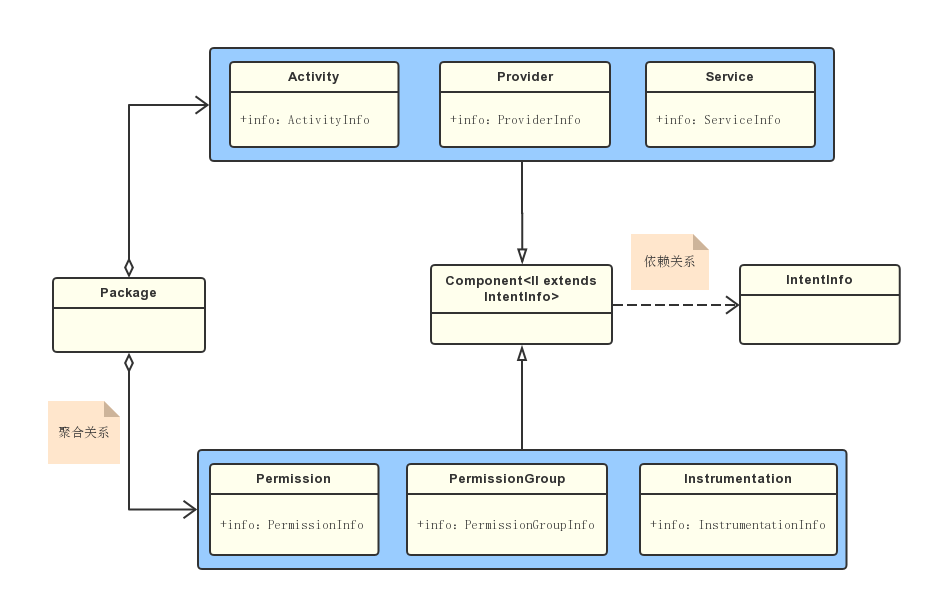 Activity
+info: ActivityInfo
Provider
+info: ProviderInfo
Service
+info: ServiceInfo
Package
Component<II extends
IntentInfo>
依赖关系
IntentInfo
聚合关系
Permission
+info: PermissionInfo
PermissionGroup
+info: PermissionGroupInfo
Instrumentation
+info: InstrumentationInfo